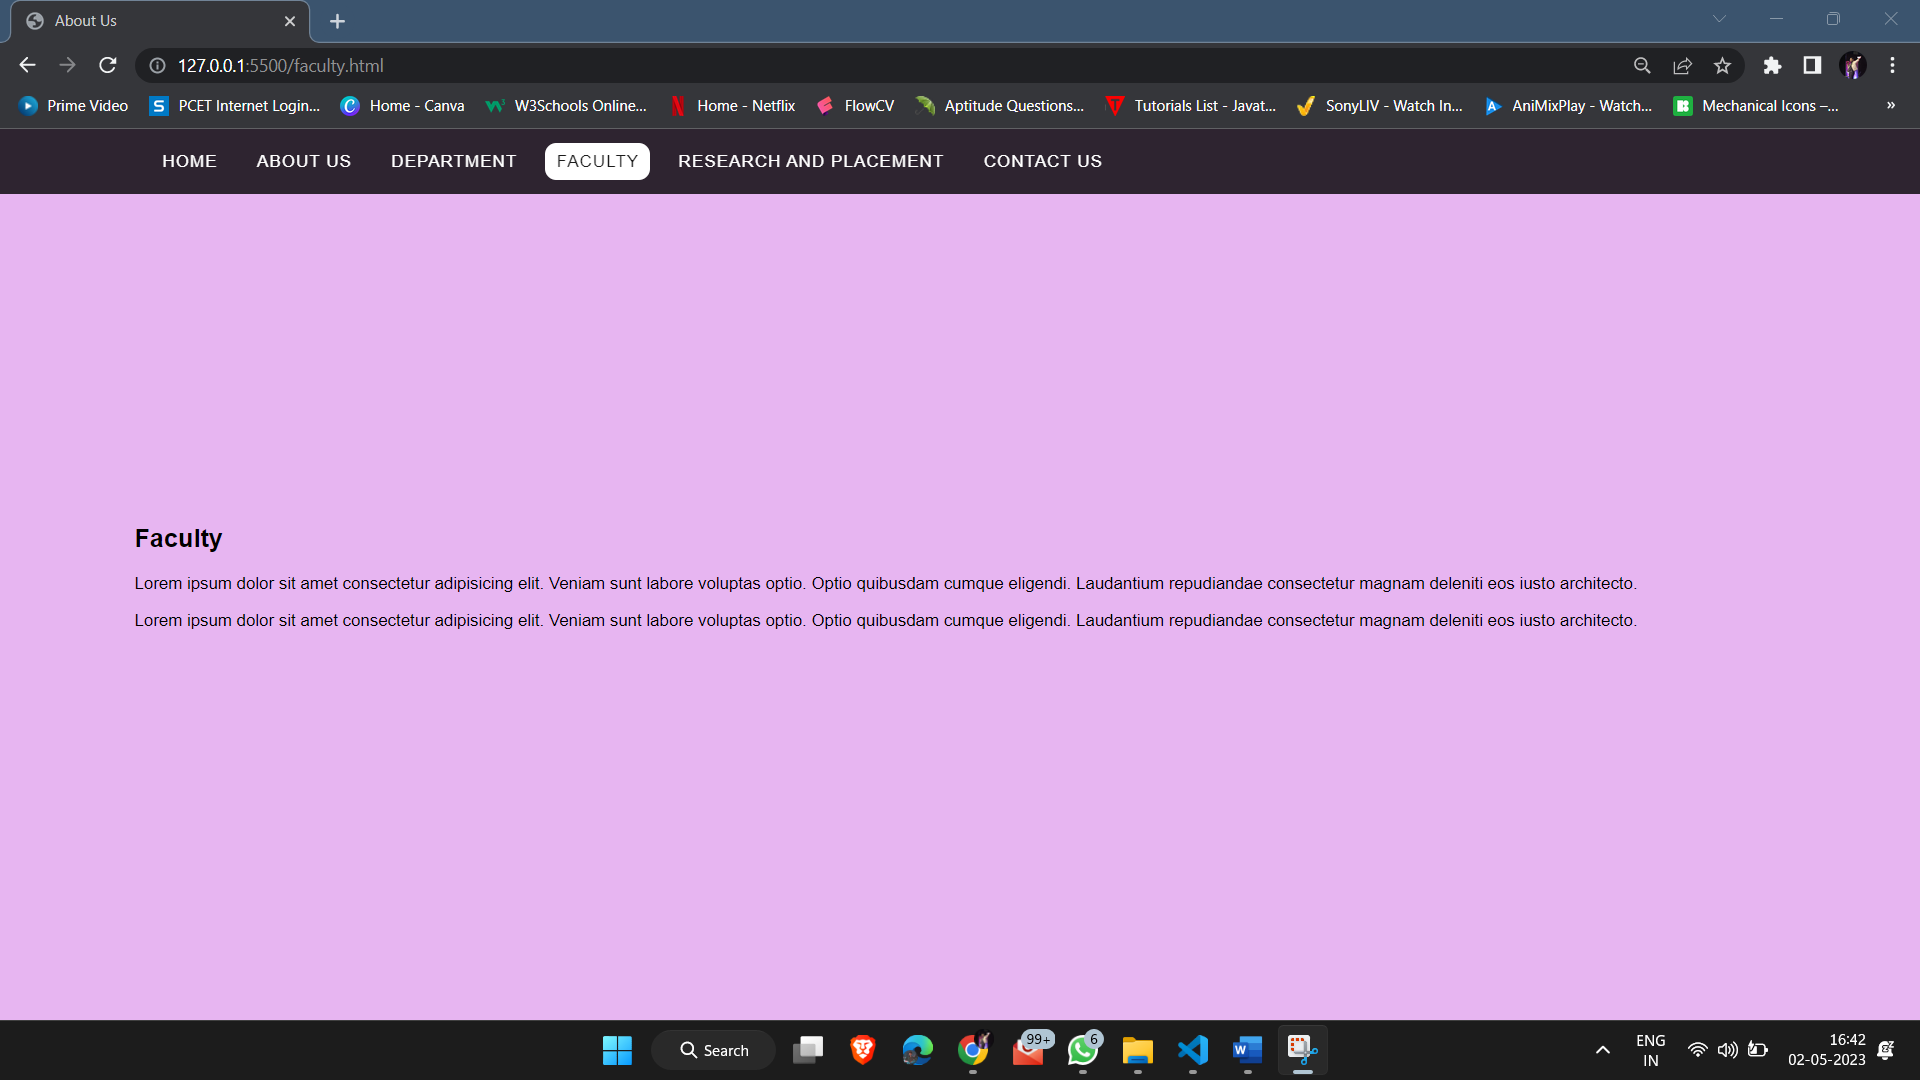 About Us
127.0.0.1:5500/faculty.html
Prime Video PCET Internet Login... Home - Canva W3Schools Online... Home - Netflix FlowCV Aptitude Questions... Tutorials List - Javat... SonyLIV - Watch In... AniMixPlay - Watch... Mechanical Icons –... »
HOME ABOUT US DEPARTMENT FACULTY RESEARCH AND PLACEMENT CONTACT US
Faculty
Lorem ipsum dolor sit amet consectetur adipisicing elit. Veniam sunt labore voluptas optio. Optio quibusdam cumque eligendi. Laudantium repudiandae consectetur magnam deleniti eos iusto architecto.
Lorem ipsum dolor sit amet consectetur adipisicing elit. Veniam sunt labore voluptas optio. Optio quibusdam cumque eligendi. Laudantium repudiandae consectetur magnam deleniti eos iusto architecto.
Search 99+ 6 ENG 16:42
IN 02-05-2023